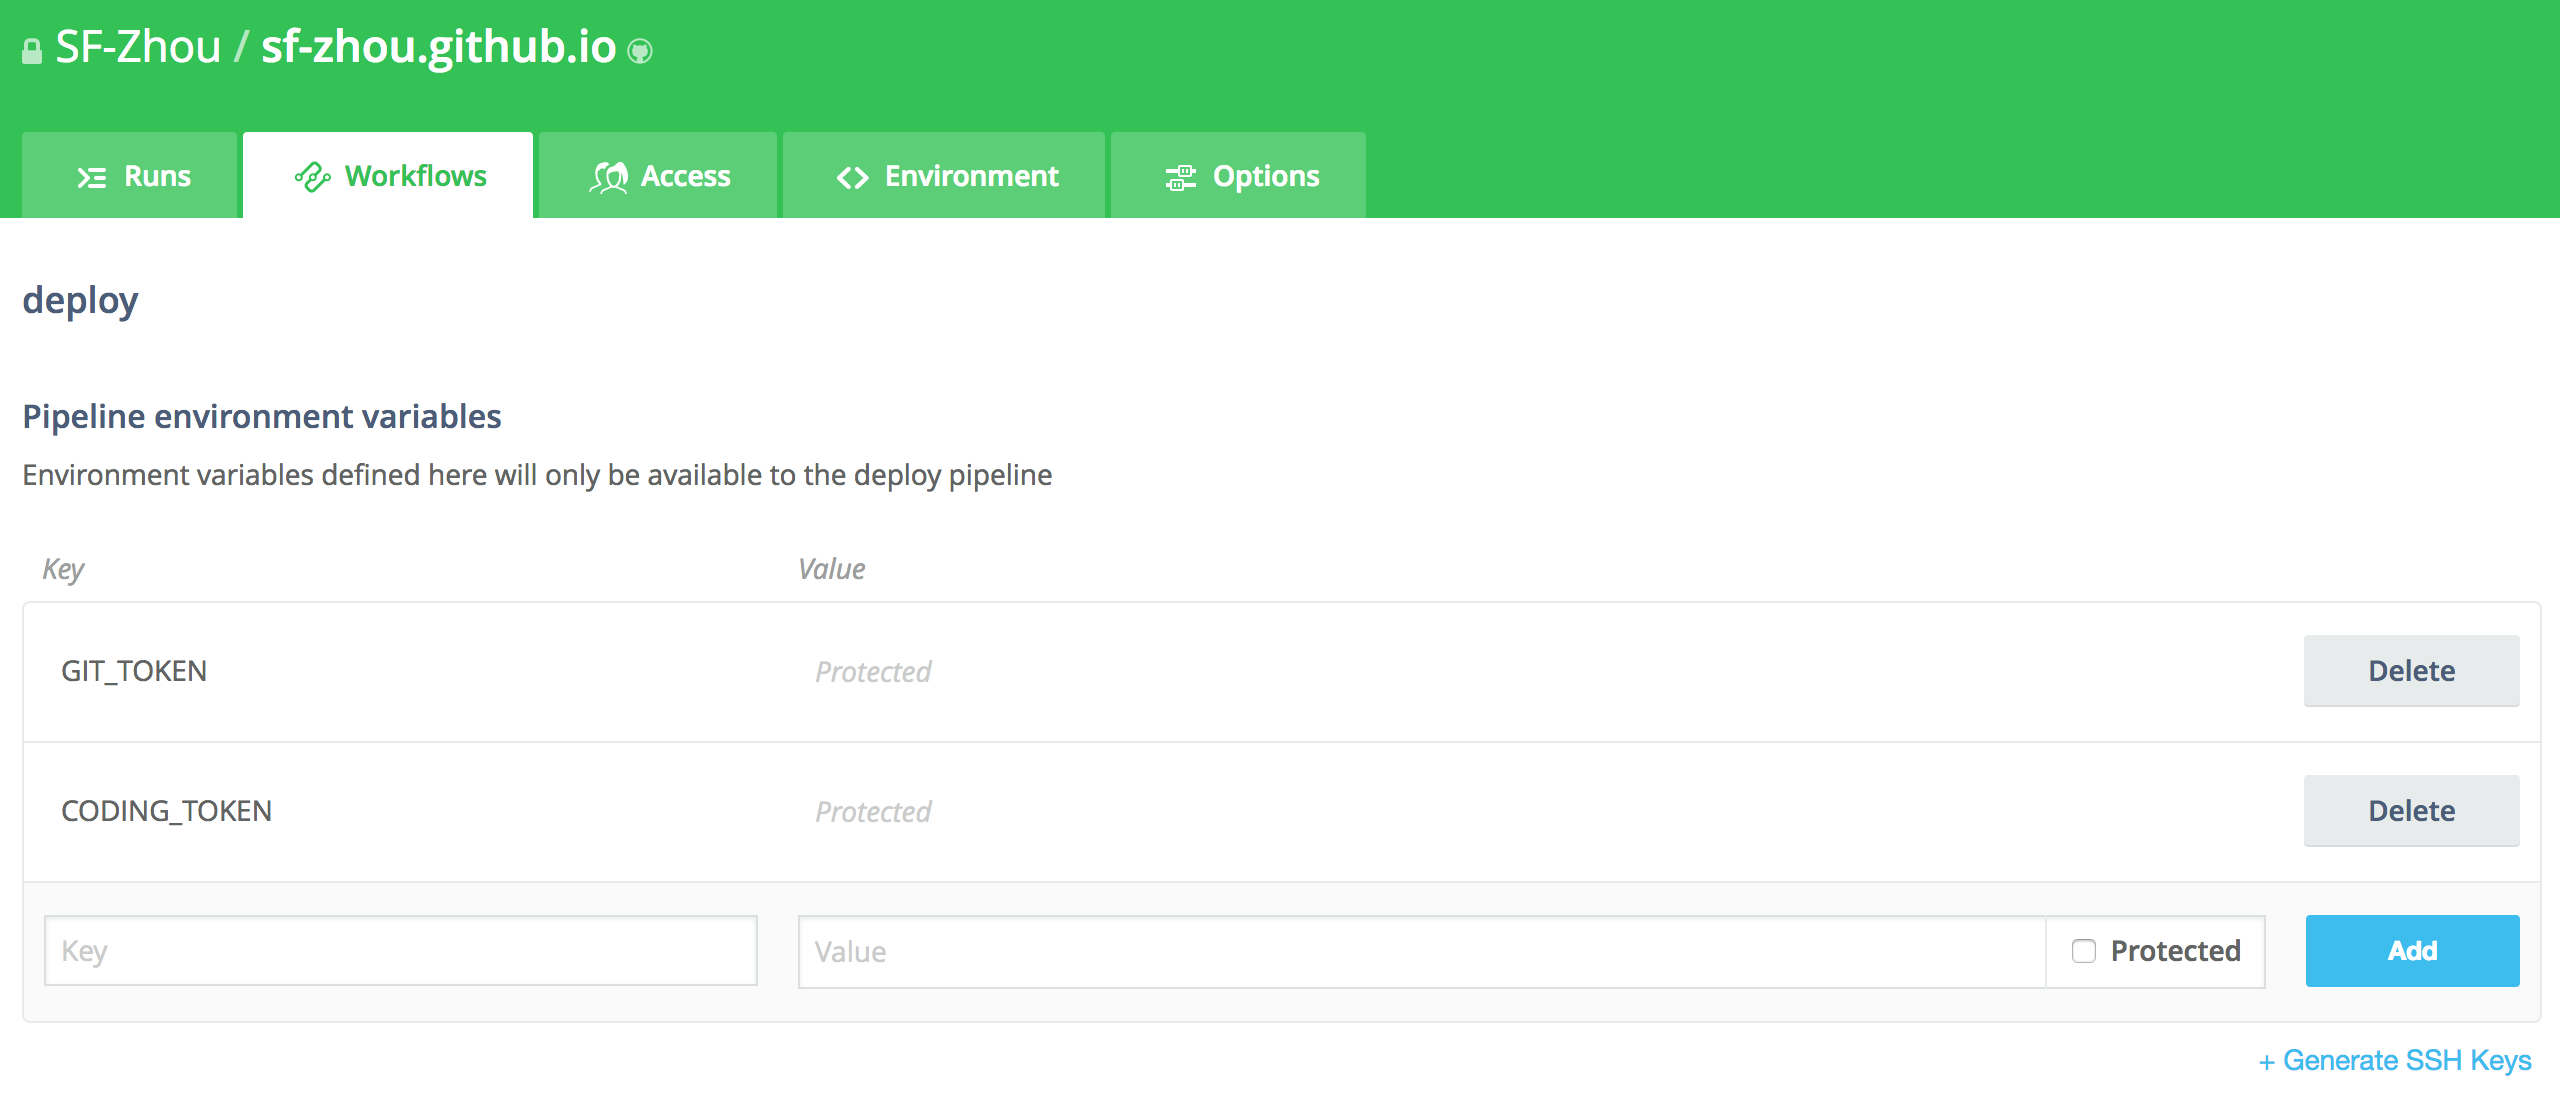 SF-Zhou / sf-zhou.github.io
Runs Workflows Access Environment Options
deploy
Pipeline environment variables
Environment variables defined here will only be available to the deploy pipeline
Key Value
GIT_TOKEN Protected Delete
CODING_TOKEN Protected Delete
Key Value Protected Add
+ Generate SSH Keys